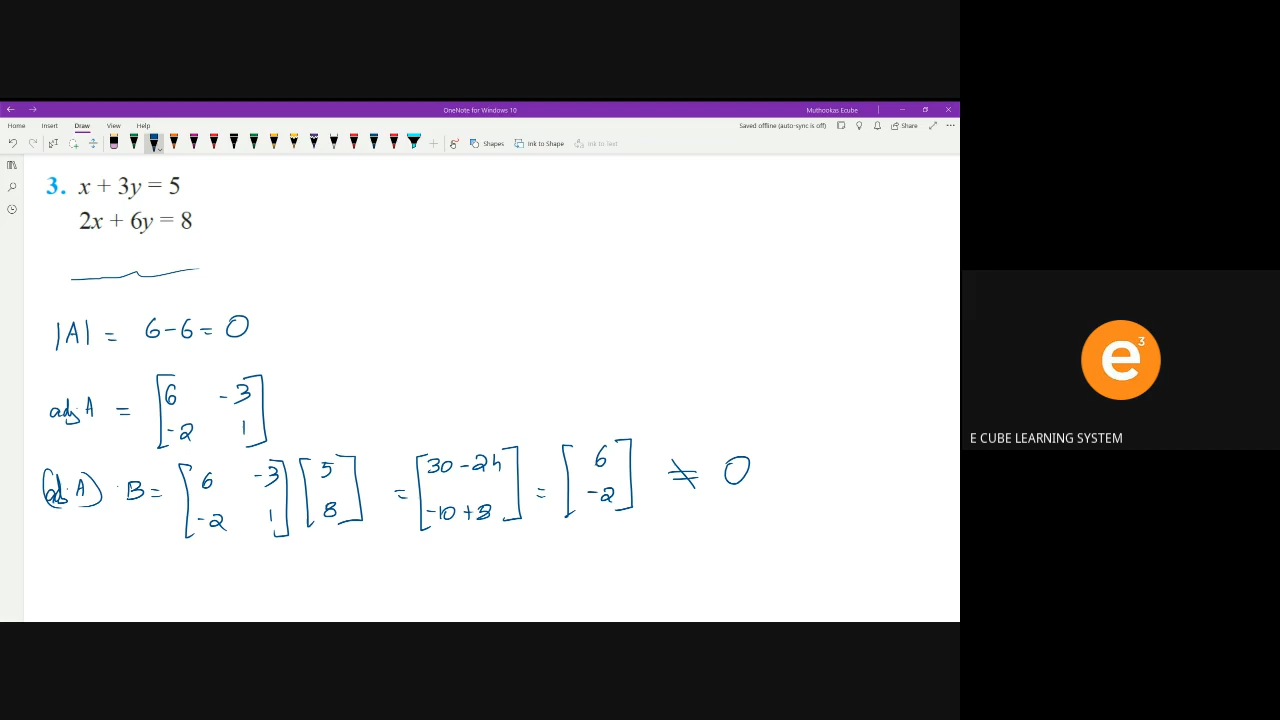 OneNote for Windows 10
Muthookas Ecube
Home Insert Draw View Help
Saved offline (auto-sync is off) Share
Shapes Ink to Shape Ink to Text
3. x + 3y = 5
2x + 6y = 8
|A| = 6-6 = 0
adj A = [6 -3
-2 1]
(adj A) . B = [6 -3
-2 1] [5
8] = [30 - 24
-10 + 8] = [6
-2] ≠ 0
e3
E CUBE LEARNING SYSTEM